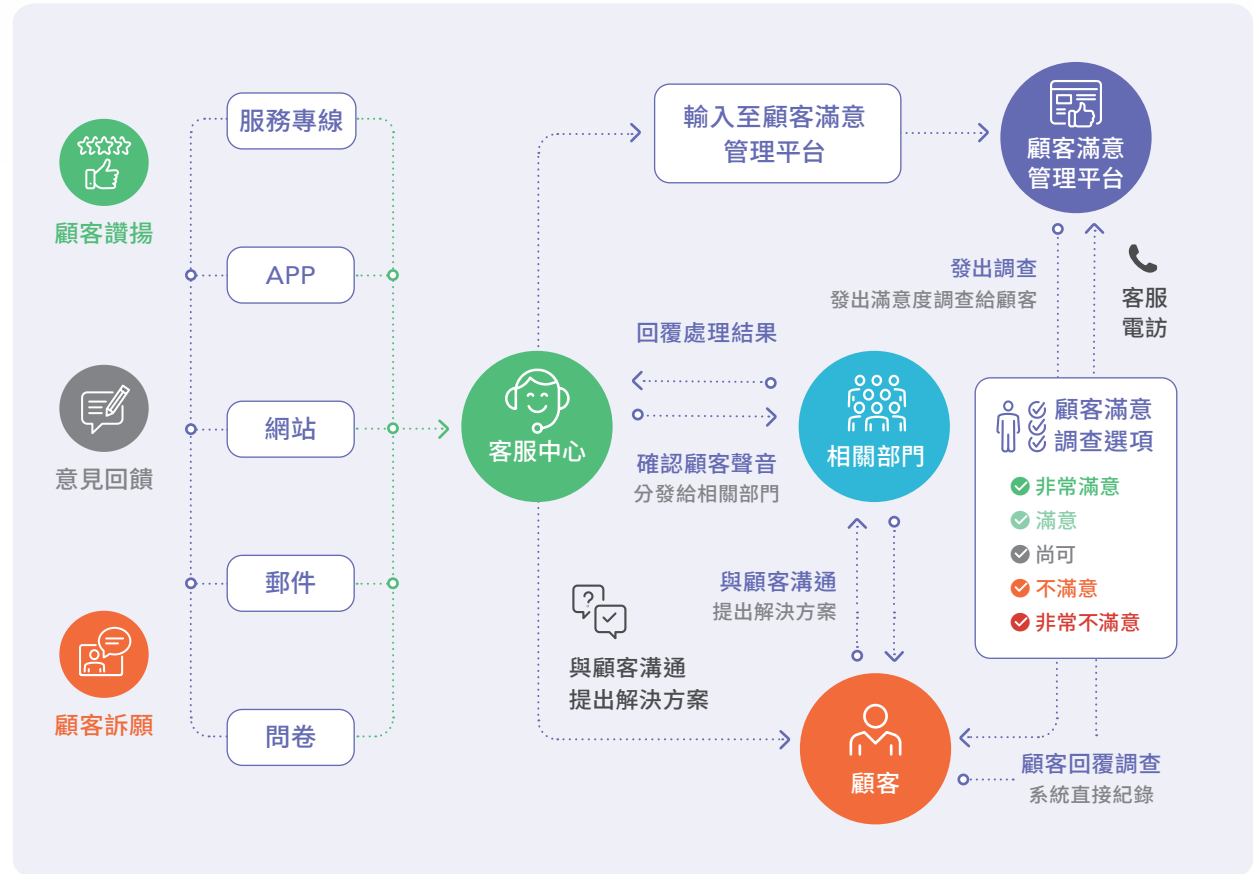 顧客讚揚
意見回饋
顧客訴願
服務專線
APP
網站
郵件
問卷
客服中心
輸入至顧客滿意
管理平台
顧客滿意
管理平台
回覆處理結果
確認顧客聲音
分發給相關部門
相關部門
與顧客溝通
提出解決方案
?
與顧客溝通
提出解決方案
顧客
發出調查
發出滿意度調查給顧客
客服
電訪
顧客滿意
調查選項
非常滿意
滿意
尚可
不滿意
非常不滿意
顧客回覆調查
系統直接紀錄